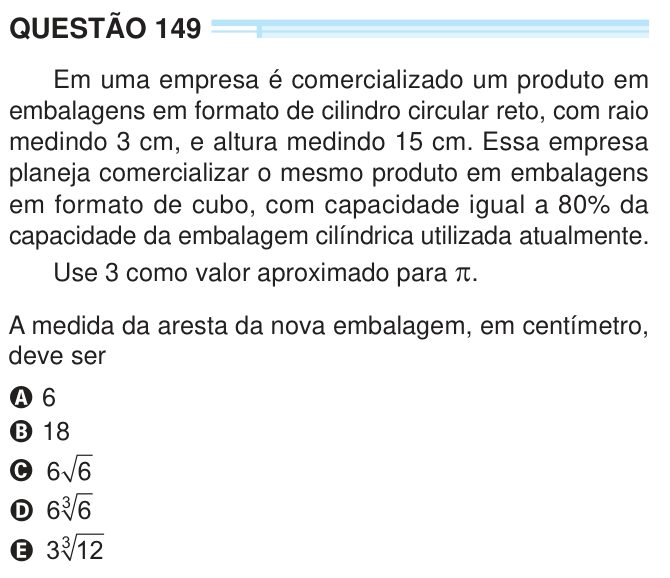 QUESTÃO 149
Em uma empresa é comercializado um produto em
embalagens em formato de cilindro circular reto, com raio
medindo 3 cm, e altura medindo 15 cm. Essa empresa
planeja comercializar o mesmo produto em embalagens
em formato de cubo, com capacidade igual a 80% da
capacidade da embalagem cilíndrica utilizada atualmente.
Use 3 como valor aproximado para π.
A medida da aresta da nova embalagem, em centímetro,
deve ser
A 6
B 18
C 6√6
D 6∛6
E 3∛12